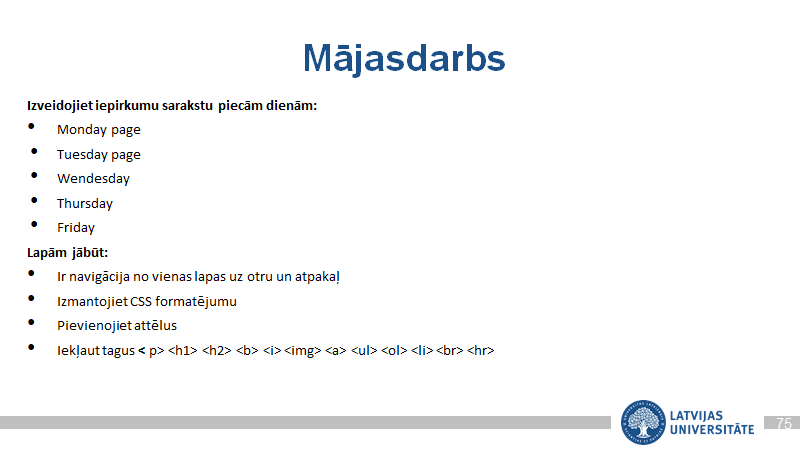 Mājasdarbs
Izveidojiet iepirkumu sarakstu piecām dienām:
• Monday page
• Tuesday page
• Wendesday
• Thursday
• Friday
Lapām jābūt:
• Ir navigācija no vienas lapas uz otru un atpakaļ
• Izmantojiet CSS formatējumu
• Pievienojiet attēlus
• Iekļaut tagus < p> <h1> <h2> <b> <i> <img> <a> <ul> <ol> <li> <br> <hr>
LATVIJAS
UNIVERSITĀTE
75